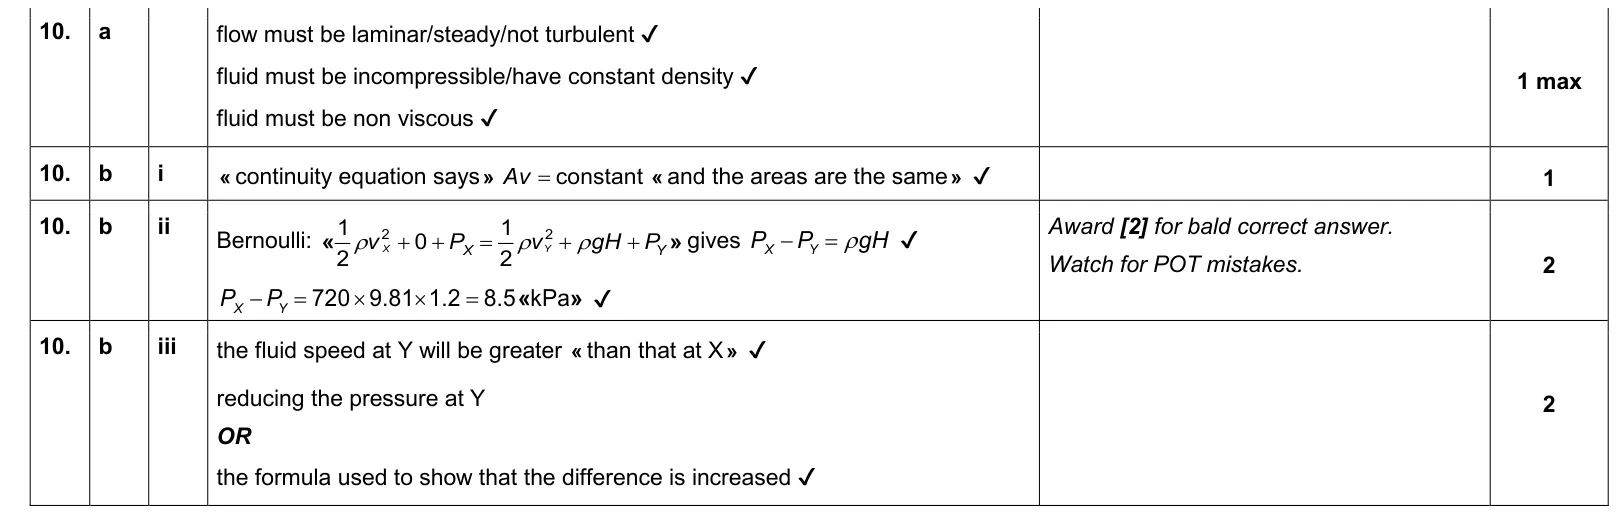 10. a flow must be laminar/steady/not turbulent ✓
fluid must be incompressible/have constant density ✓
1 max
fluid must be non viscous ✓
10. b i «continuity equation says» Av = constant «and the areas are the same» ✓ 1
10. b ii Bernoulli: «1/2 ρv_X^2 + 0 + P_X = 1/2 ρv_Y^2 + ρgH + P_Y» gives P_X − P_Y = ρgH ✓ Award [2] for bald correct answer.
Watch for POT mistakes.
2
P_X − P_Y = 720 × 9.81 × 1.2 = 8.5 «kPa» ✓
10. b iii the fluid speed at Y will be greater «than that at X» ✓
reducing the pressure at Y
2
OR
the formula used to show that the difference is increased ✓